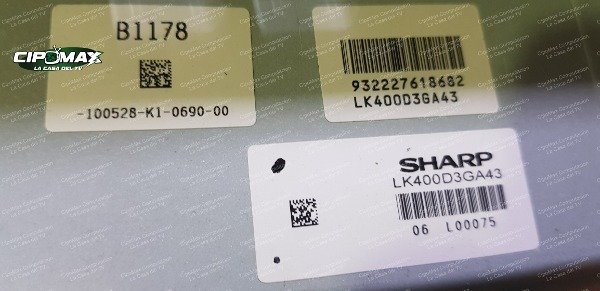 B1178
-100528-K1-0690-00
932227618682
LK400D3GA43
SHARP
LK400D3GA43
06 L00075
CIPOMAX
LA CASA DEL TV